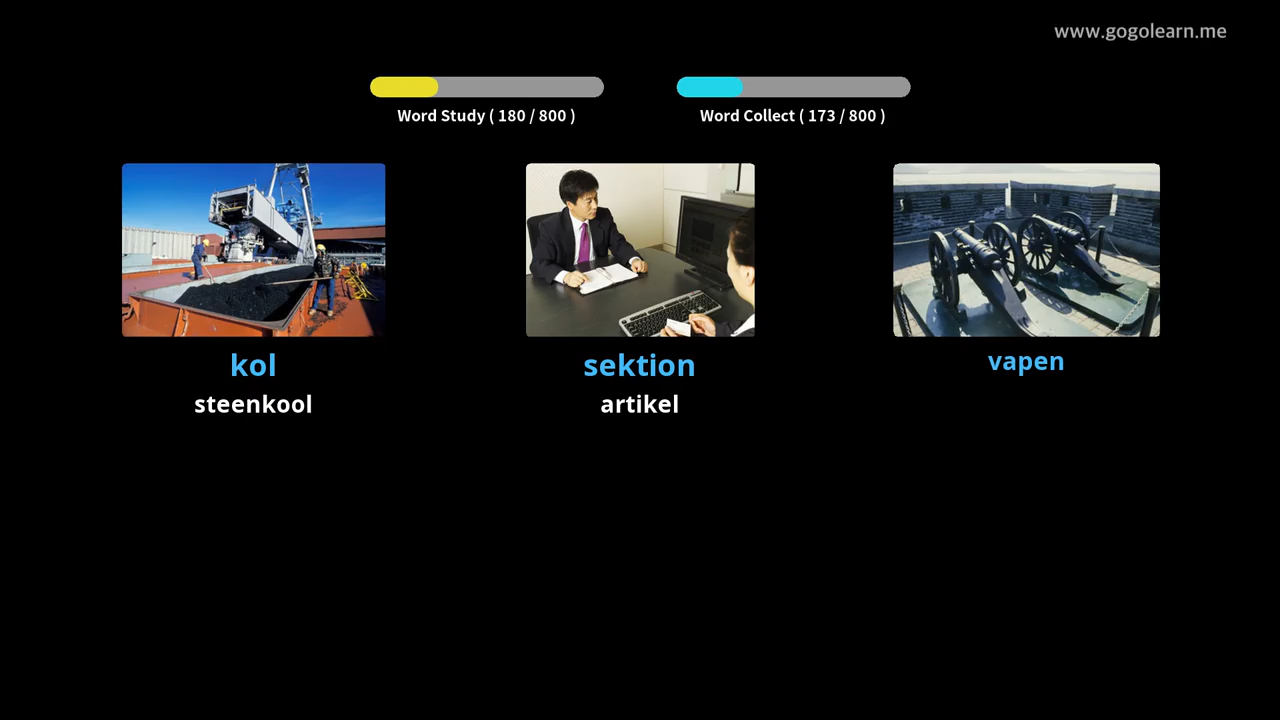 www.gogolearn.me
Word Study ( 180 / 800 )
Word Collect ( 173 / 800 )
kol
steenkool
sektion
artikel
vapen